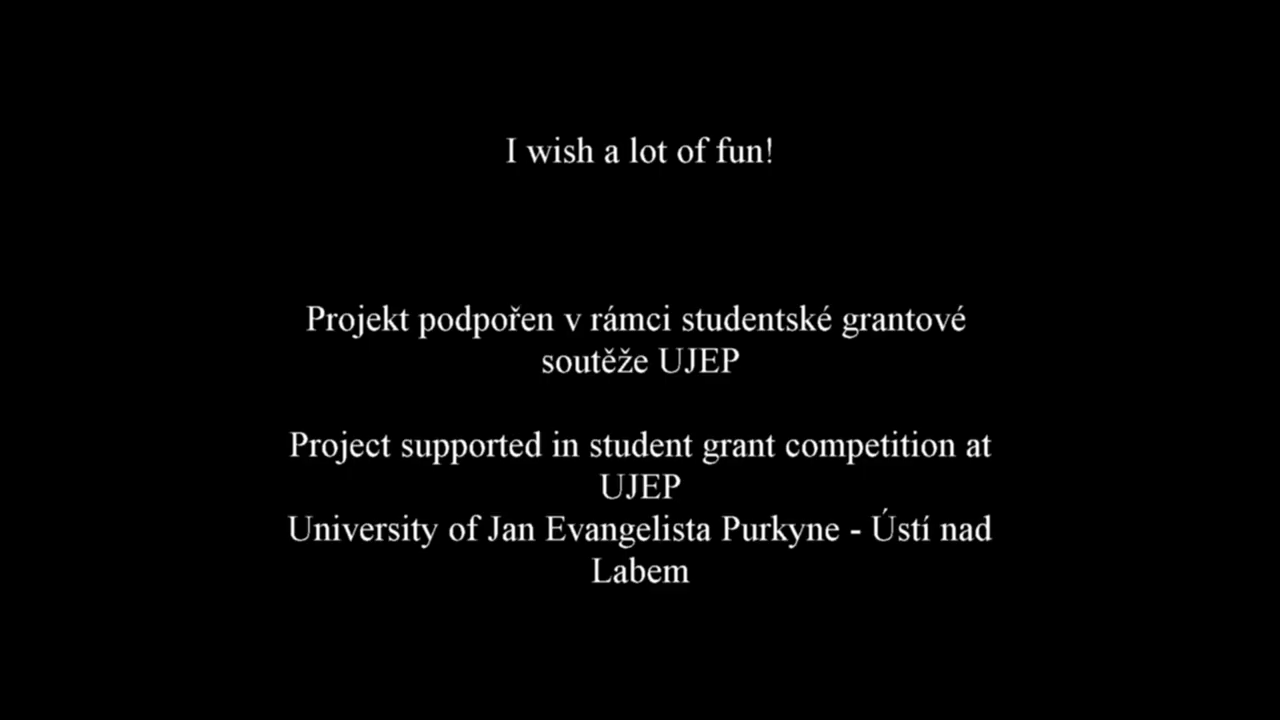 I wish a lot of fun!
Projekt podpořen v rámci studentské grantové
soutěže UJEP
Project supported in student grant competition at
UJEP
University of Jan Evangelista Purkyne - Ústí nad
Labem